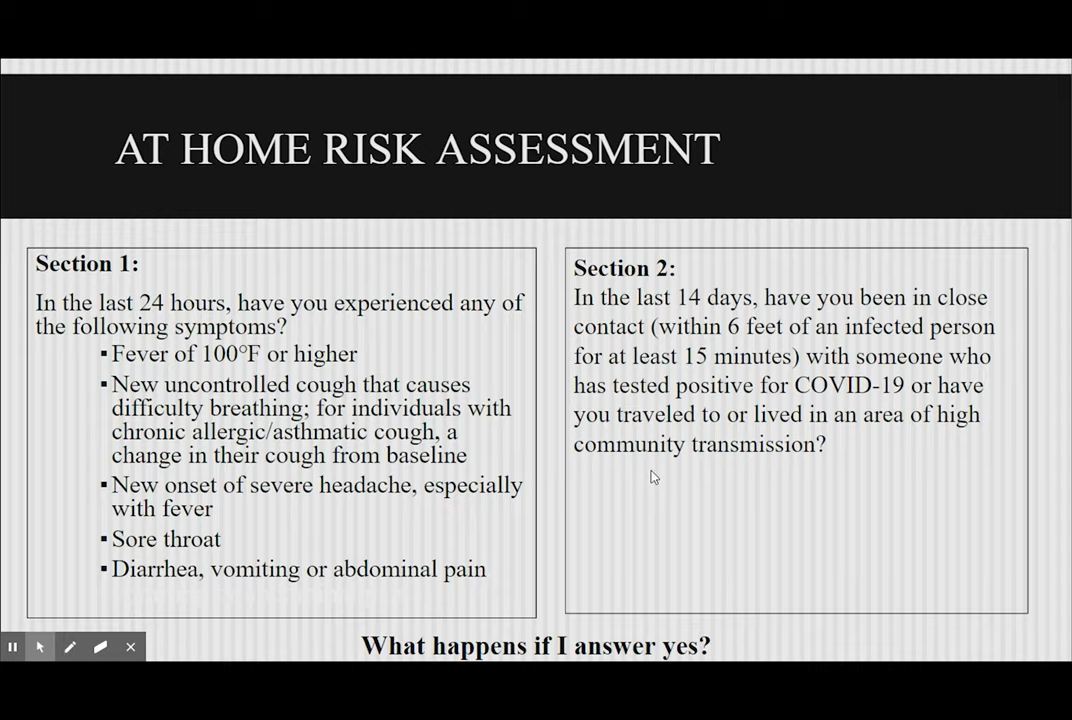 AT HOME RISK ASSESSMENT
Section 1:
In the last 24 hours, have you experienced any of
the following symptoms?
▪Fever of 100°F or higher
▪New uncontrolled cough that causes
difficulty breathing; for individuals with
chronic allergic/asthmatic cough, a
change in their cough from baseline
▪New onset of severe headache, especially
with fever
▪Sore throat
▪Diarrhea, vomiting or abdominal pain
Section 2:
In the last 14 days, have you been in close
contact (within 6 feet of an infected person
for at least 15 minutes) with someone who
has tested positive for COVID-19 or have
you traveled to or lived in an area of high
community transmission?
What happens if I answer yes?